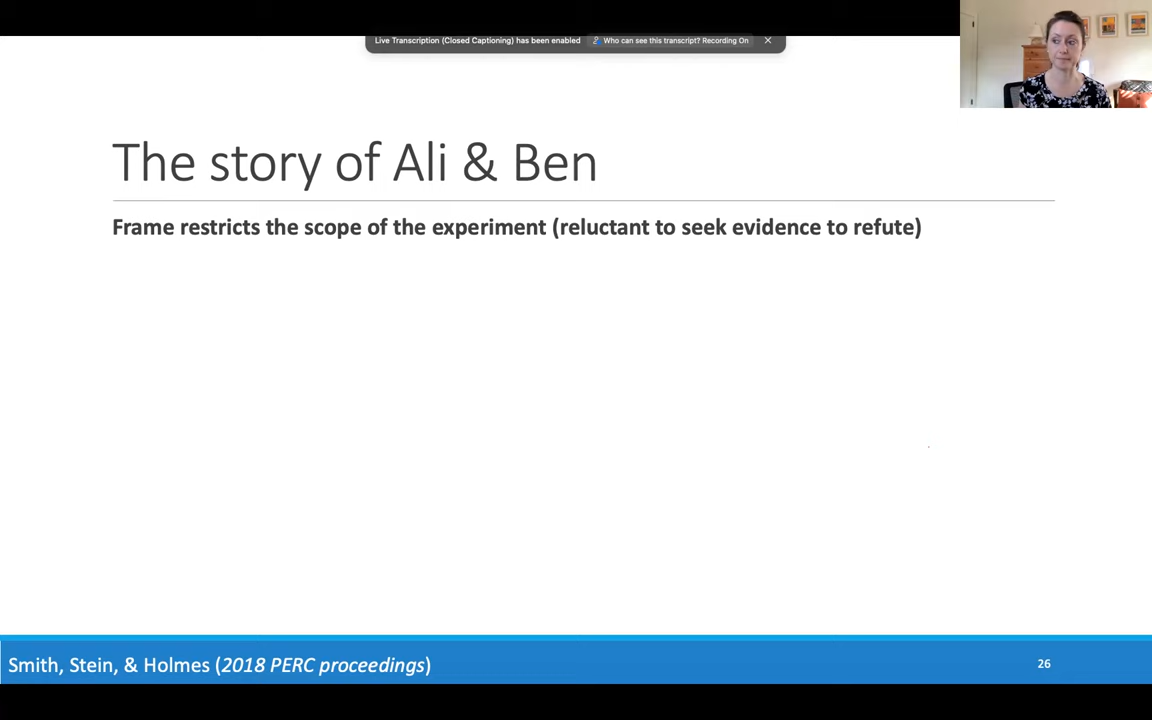 Live Transcription (Closed Captioning) has been enabled Who can see this transcript? Recording On
The story of Ali & Ben
Frame restricts the scope of the experiment (reluctant to seek evidence to refute)
Smith, Stein, & Holmes (2018 PERC proceedings)
26